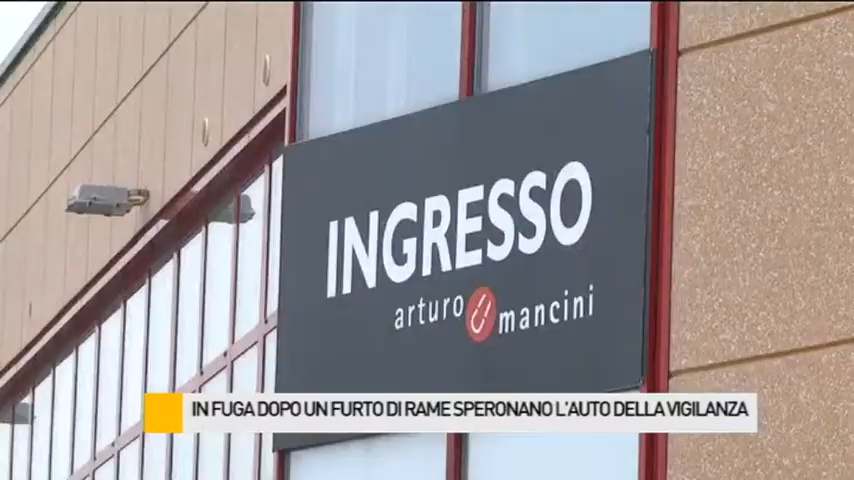 INGRESSO
arturo mancini
IN FUGA DOPO UN FURTO DI RAME SPERONANO L'AUTO DELLA VIGILANZA